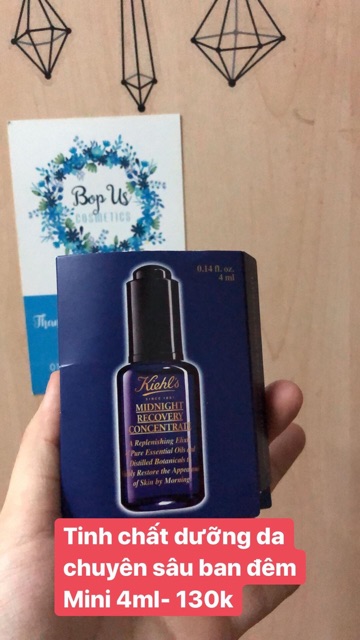 Bop Us
COSMETICS
0.14 fl. oz.
4 ml
Kiehl's
SINCE 1851
MIDNIGHT
RECOVERY
CONCENTRATE
A Replenishing Elixir
Pure Essential Oils and
Distilled Botanicals
Restore the Appearance
of Skin by Morning
Tinh chất dưỡng da
chuyên sâu ban đêm
Mini 4ml- 130k